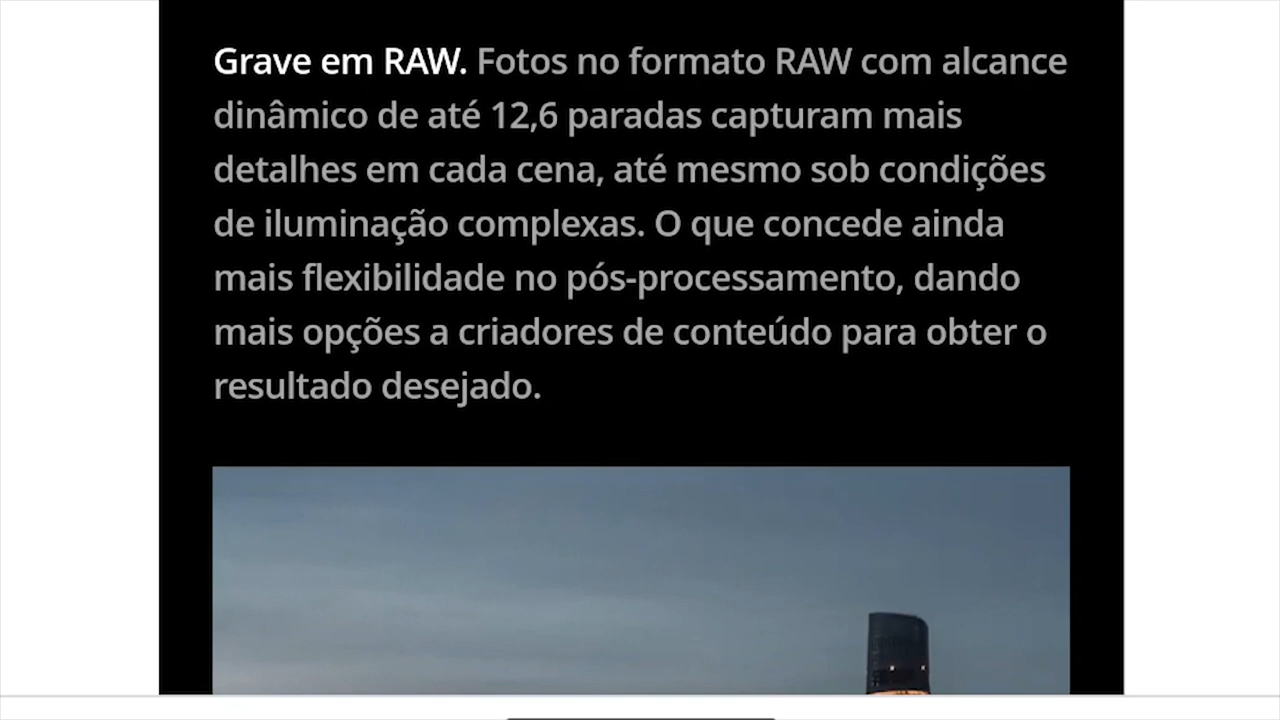 Grave em RAW. Fotos no formato RAW com alcance
dinâmico de até 12,6 paradas capturam mais
detalhes em cada cena, até mesmo sob condições
de iluminação complexas. O que concede ainda
mais flexibilidade no pós-processamento, dando
mais opções a criadores de conteúdo para obter o
resultado desejado.